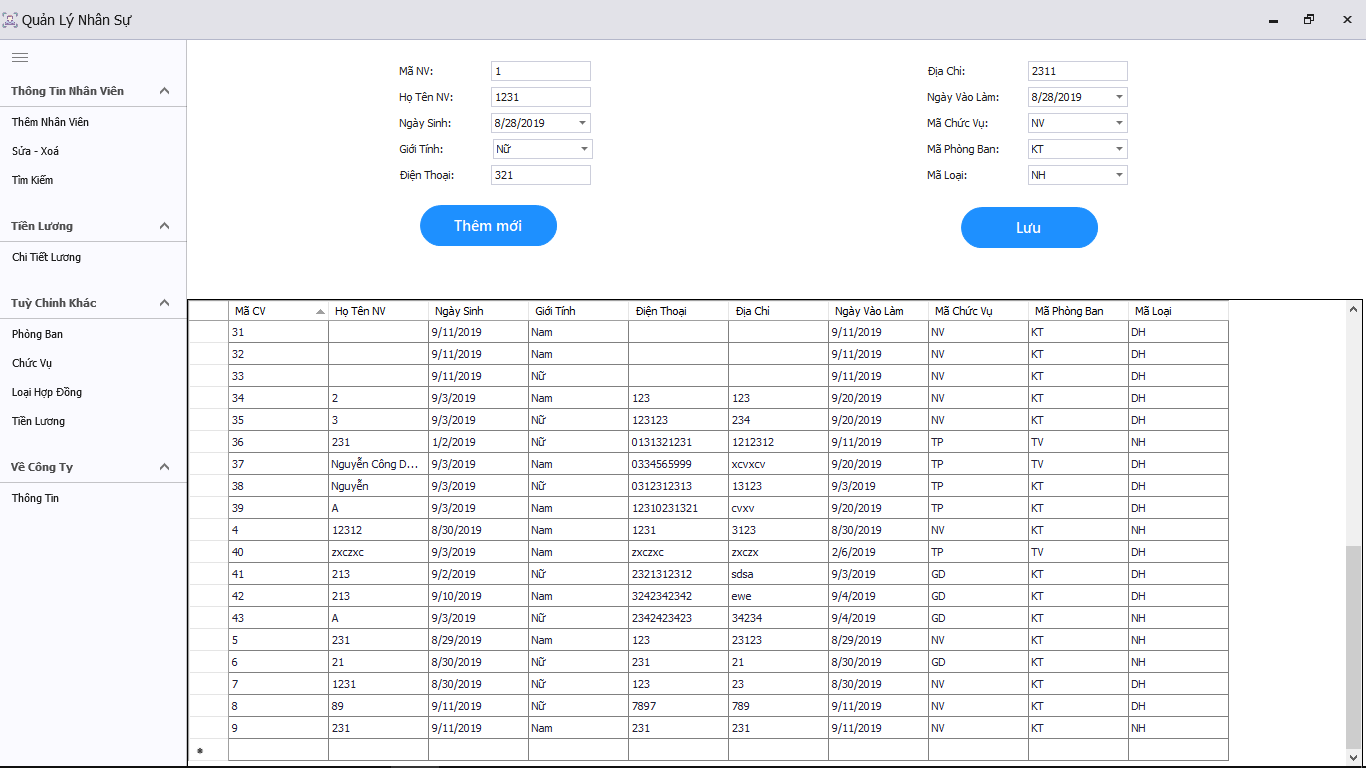 Quản Lý Nhân Sự
Thông Tin Nhân Viên
Thêm Nhân Viên
Sửa - Xoá
Tìm Kiếm
Tiền Lương
Chi Tiết Lương
Tuỳ Chỉnh Khác
Phòng Ban
Chức Vụ
Loại Hợp Đồng
Tiền Lương
Về Công Ty
Thông Tin
Mã NV: 1
Họ Tên NV: 1231
Ngày Sinh: 8/28/2019
Giới Tính: Nữ
Điện Thoại: 321
Địa Chỉ: 2311
Ngày Vào Làm: 8/28/2019
Mã Chức Vụ: NV
Mã Phòng Ban: KT
Mã Loại: NH
Thêm mới
Lưu
Mã CV Họ Tên NV Ngày Sinh Giới Tính Điện Thoại Địa Chỉ Ngày Vào Làm Mã Chức Vụ Mã Phòng Ban Mã Loại
31 9/11/2019 Nam 9/11/2019 NV KT DH
32 9/11/2019 Nam 9/11/2019 NV KT DH
33 9/11/2019 Nữ 9/11/2019 NV KT DH
34 2 9/3/2019 Nam 123 123 9/20/2019 NV KT DH
35 3 9/3/2019 Nữ 123123 234 9/20/2019 NV KT DH
36 231 1/2/2019 Nữ 0131321231 1212312 9/11/2019 TP TV NH
37 Nguyễn Công D... 9/3/2019 Nam 0334565999 xcvxcv 9/20/2019 TP TV DH
38 Nguyễn 9/3/2019 Nữ 0312312313 13123 9/3/2019 TP KT DH
39 A 9/3/2019 Nam 12310231321 cvxv 9/20/2019 TP KT DH
4 12312 8/30/2019 Nam 1231 3123 8/30/2019 NV KT NH
40 zxczxc 9/3/2019 Nam zxczxc zxczx 2/6/2019 TP TV DH
41 213 9/2/2019 Nữ 2321312312 sdsa 9/3/2019 GD KT DH
42 213 9/10/2019 Nam 3242342342 ewe 9/4/2019 GD KT DH
43 A 9/3/2019 Nữ 2342423423 34234 9/4/2019 GD KT NH
5 231 8/29/2019 Nam 123 23123 8/29/2019 NV KT NH
6 21 8/30/2019 Nữ 231 21 8/30/2019 GD KT NH
7 1231 8/30/2019 Nữ 123 23 8/30/2019 NV KT DH
8 89 9/11/2019 Nữ 7897 789 9/11/2019 NV KT DH
9 231 9/11/2019 Nam 231 231 9/11/2019 NV KT NH